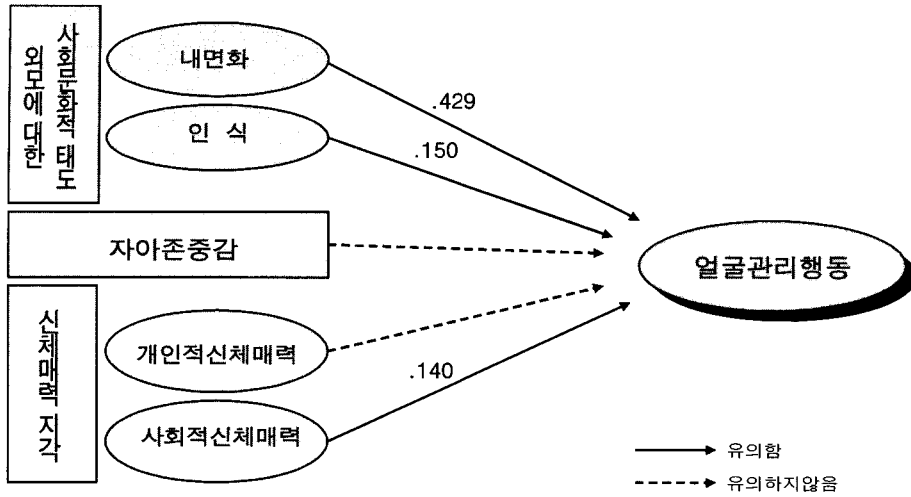 외모에 대한
사회문화적 태도
내면화
인 식
자아존중감
신체매력 지각
개인적신체매력
사회적신체매력
.429
.150
.140
얼굴관리행동
유의함
유의하지않음